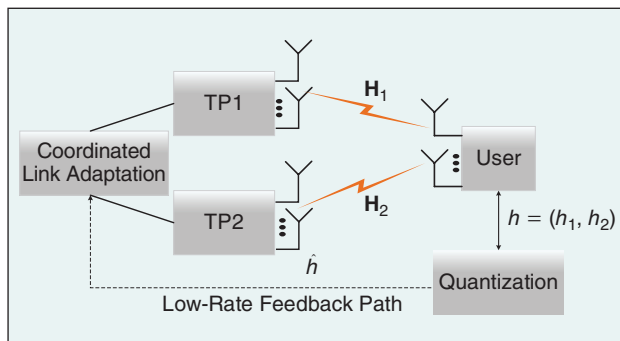 TP1
H₁
Coordinated
Link Adaptation
User
TP2
H₂
h = (h₁, h₂)
ĥ
Quantization
Low-Rate Feedback Path